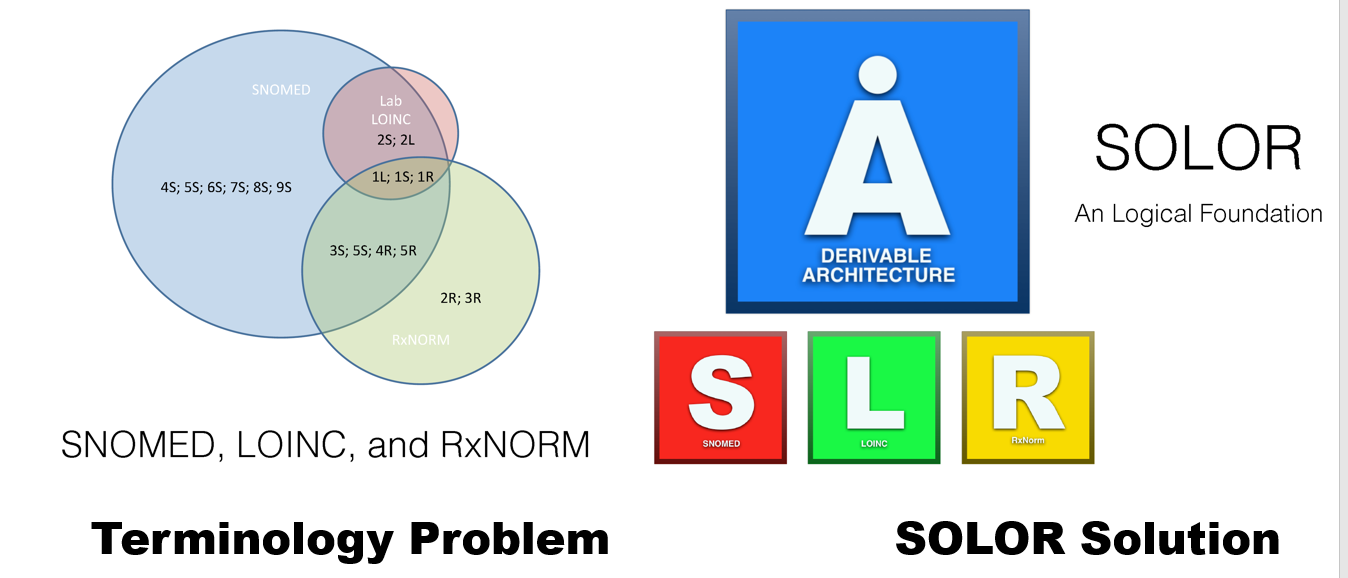 SNOMED
Lab
LOINC
2S; 2L
1L; 1S; 1R
4S; 5S; 6S; 7S; 8S; 9S
3S; 5S; 4R; 5R
2R; 3R
RxNORM
SNOMED, LOINC, and RxNORM
Terminology Problem
Å
DERIVABLE
ARCHITECTURE
SOLOR
An Logical Foundation
S
SNOMED
L
LOINC
R
RxNorm
SOLOR Solution